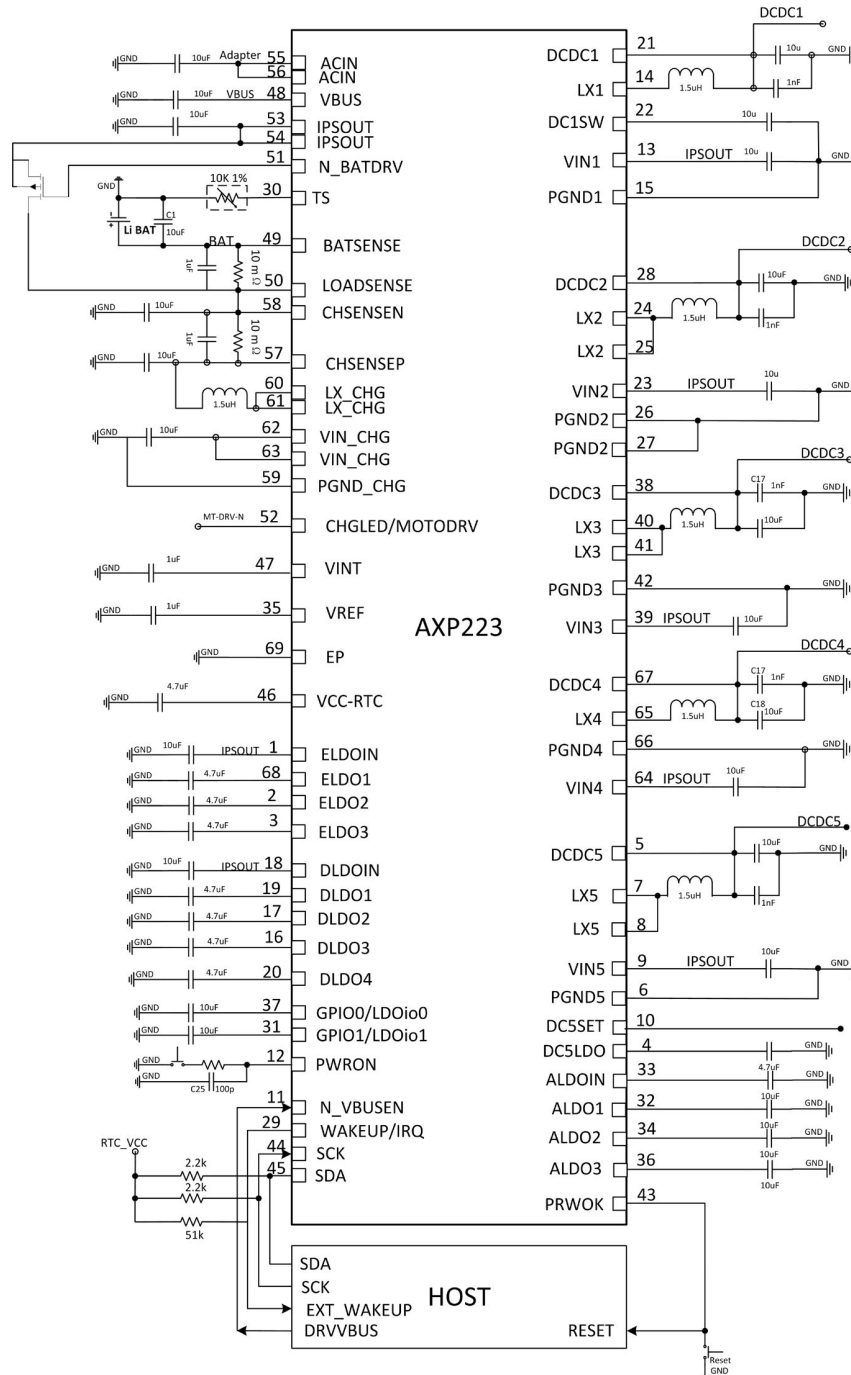 DCDC1
GND 10uF Adapter 55 ACIN
56 ACIN
GND 10uF VBUS 48 VBUS
GND 10uF 53 IPSOUT
54 IPSOUT
51 N_BATDRV
GND 10K 1% 30 TS
Li BAT C1 10uF
BAT 49 BATSENSE
1uF 10 mΩ
50 LOADSENSE
GND 10uF 58 CHSENSEN
1uF 10 mΩ
GND 10uF 57 CHSENSEP
60 LX_CHG
1.5uH 61 LX_CHG
GND 10uF 62 VIN_CHG
63 VIN_CHG
59 PGND_CHG
MT-DRV-N 52 CHGLED/MOTODRV
GND 1uF 47 VINT
GND 1uF 35 VREF
GND 69 EP
GND 4.7uF 46 VCC-RTC
GND 10uF IPSOUT 1 ELDOIN
GND 4.7uF 68 ELDO1
GND 4.7uF 2 ELDO2
GND 4.7uF 3 ELDO3
GND 10uF IPSOUT 18 DLDOIN
GND 4.7uF 19 DLDO1
GND 4.7uF 17 DLDO2
GND 4.7uF 16 DLDO3
GND 4.7uF 20 DLDO4
GND 10uF 37 GPIO0/LDOio0
GND 10uF 31 GPIO1/LDOio1
GND 12 PWRON
GND C25 100p
11 N_VBUSEN
29 WAKEUP/IRQ
44 SCK
45 SDA
RTC_VCC
2.2k
2.2k
51k
AXP223
DCDC1 21 10u GND
LX1 14 1.5uH 1nF
DC1SW 22 10u
VIN1 13 IPSOUT 10u GND
PGND1 15
DCDC2
DCDC2 28 10uF GND
LX2 24 1.5uH 1nF
LX2 25
VIN2 23 IPSOUT 10u GND
PGND2 26
PGND2 27
DCDC3
DCDC3 38 C17 1nF GND
LX3 40 1.5uH 10uF
LX3 41
PGND3 42 GND
VIN3 39 IPSOUT 10uF
DCDC4
DCDC4 67 C17 1nF GND
LX4 65 1.5uH C18 10uF
PGND4 66 GND
VIN4 64 IPSOUT 10uF
DCDC5
DCDC5 5 10uF GND
LX5 7 1.5uH 1nF
LX5 8
VIN5 9 IPSOUT 10uF GND
PGND5 6
DC5SET 10
DC5LDO 4 GND
4.7uF
ALDOIN 33 GND
10uF
ALDO1 32 GND
10uF
ALDO2 34 GND
10uF
ALDO3 36 GND
10uF
PRWOK 43
HOST
SDA
SCK
EXT_WAKEUP
DRVVBUS
RESET
Reset
GND